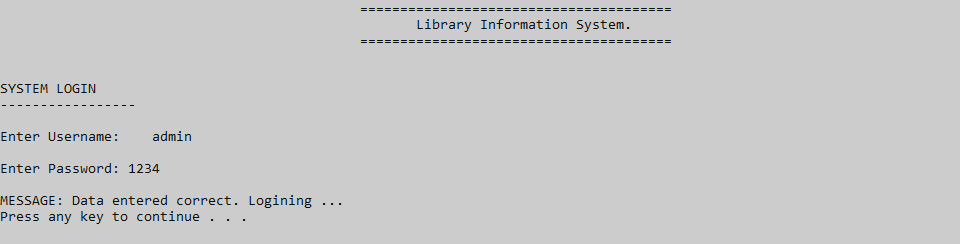 =======================================
Library Information System.
=======================================
SYSTEM LOGIN
-----------------
Enter Username:    admin
Enter Password: 1234
MESSAGE: Data entered correct. Logining ...
Press any key to continue . . .